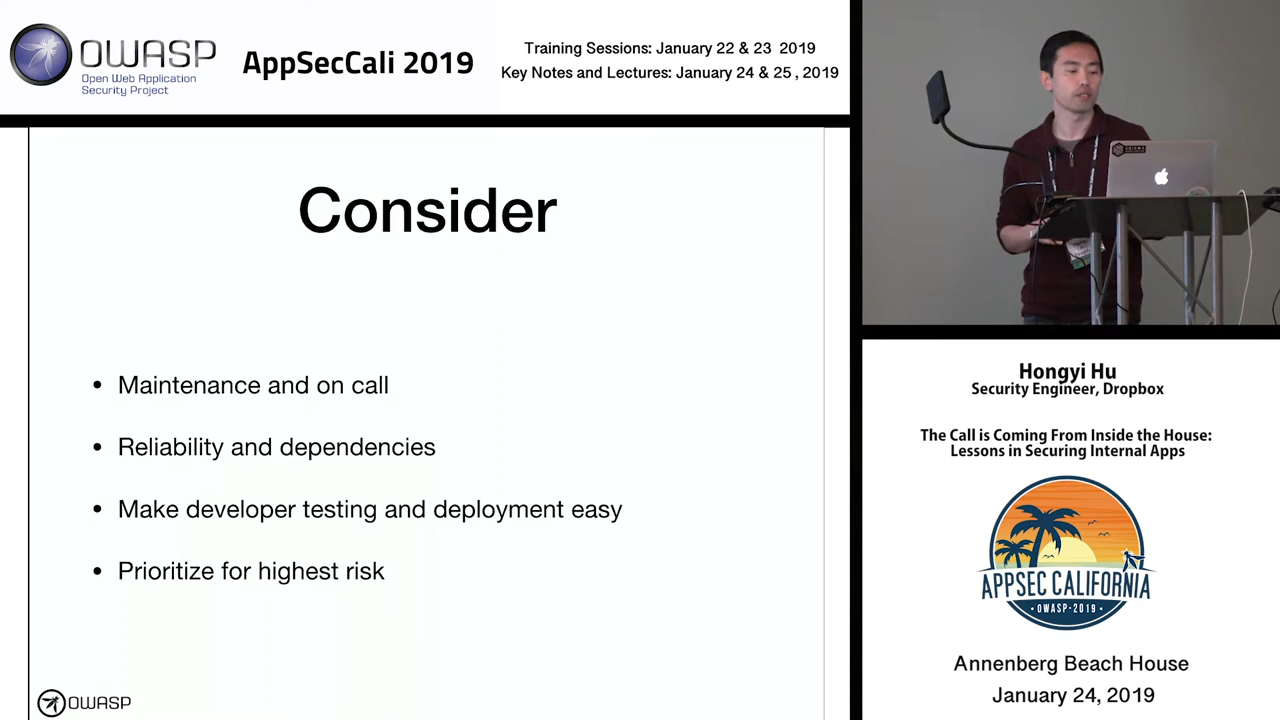 OWASP
Open Web Application
Security Project
AppSecCali 2019
Training Sessions: January 22 & 23 2019
Key Notes and Lectures: January 24 & 25 , 2019
Consider
• Maintenance and on call
• Reliability and dependencies
• Make developer testing and deployment easy
• Prioritize for highest risk
OWASP
Hongyi Hu
Security Engineer, Dropbox
The Call is Coming From Inside the House:
Lessons in Securing Internal Apps
APPSEC CALIFORNIA
OWASP-2019
Annenberg Beach House
January 24, 2019